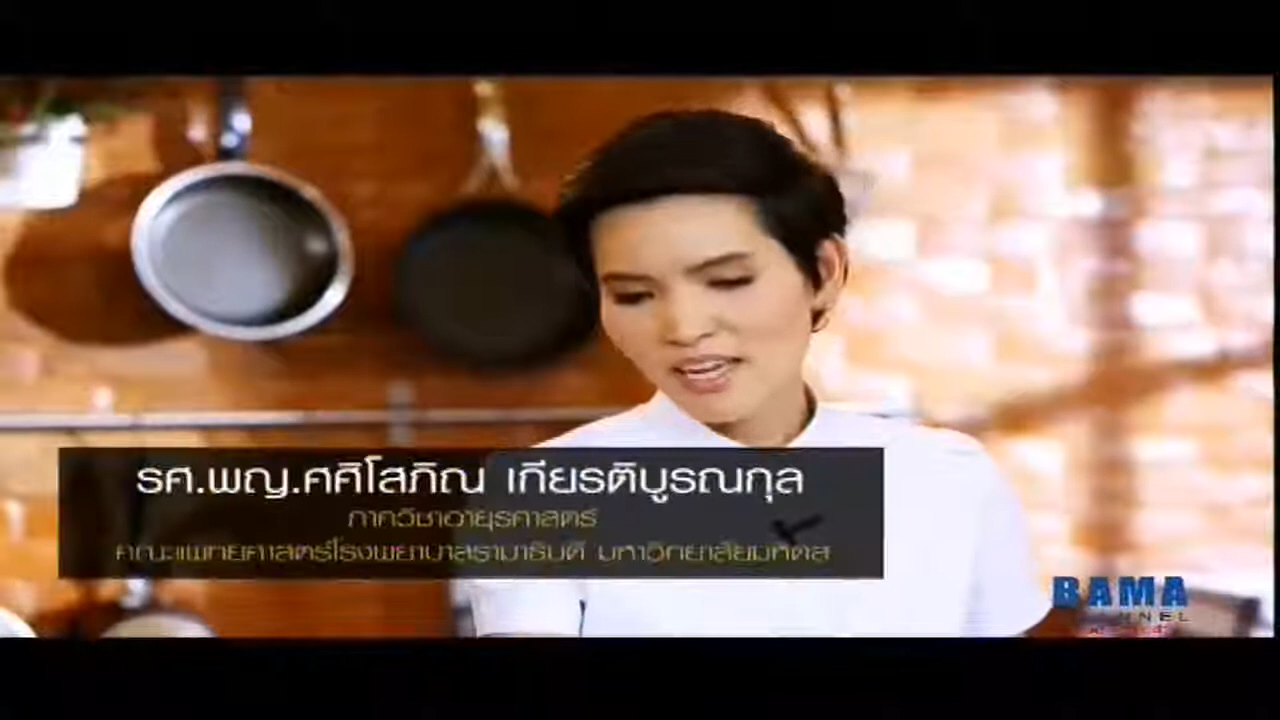 รศ.พญ.ศศิโสภิณ เกียรติบูรณกุล
ภาควิชาอายุรศาสตร์
คณะแพทยศาสตร์โรงพยาบาลรามาธิบดี มหาวิทยาลัยมหิดล